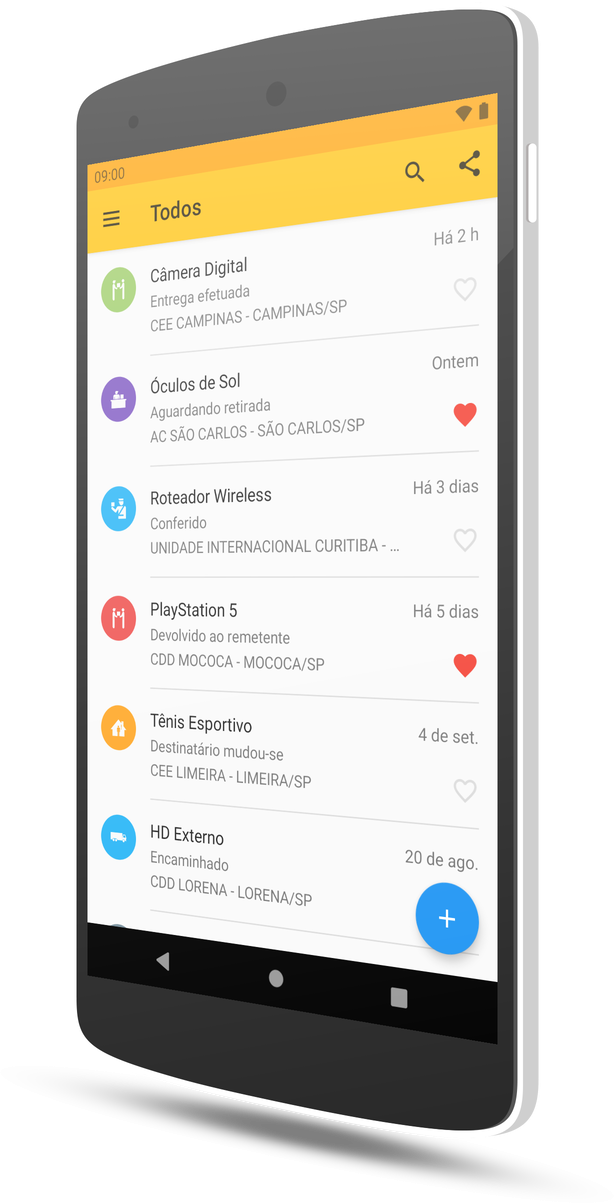 09:00
Todos
Câmera Digital
Há 2 h
Entrega efetuada
CEE CAMPINAS - CAMPINAS/SP
Óculos de Sol
Ontem
Aguardando retirada
AC SÃO CARLOS - SÃO CARLOS/SP
Roteador Wireless
Há 3 dias
Conferido
UNIDADE INTERNACIONAL CURITIBA - ...
PlayStation 5
Há 5 dias
Devolvido ao remetente
CDD MOCOCA - MOCOCA/SP
Tênis Esportivo
4 de set.
Destinatário mudou-se
CEE LIMEIRA - LIMEIRA/SP
HD Externo
20 de ago.
Encaminhado
CDD LORENA - LORENA/SP